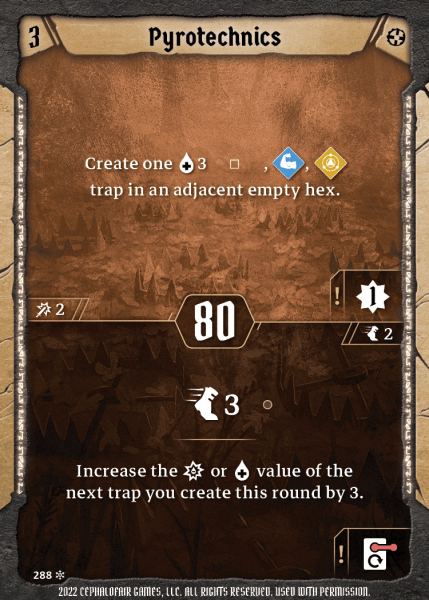 3 Pyrotechnics
Create one 3 , ,
trap in an adjacent empty hex.
! 1
2
80
2
3
Increase the or value of the
next trap you create this round by 3.
!
288
2022 CEPHALOFAIR GAMES, LLC. ALL RIGHTS RESERVED. USED WITH PERMISSION.